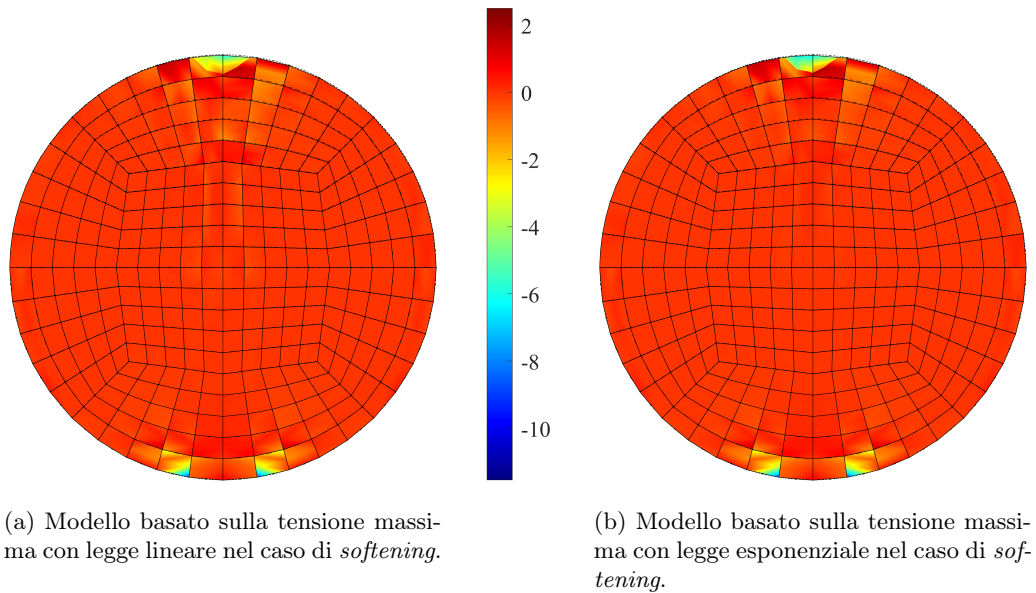 2
0
-2
-4
-6
-8
-10
(a) Modello basato sulla tensione massi-
ma con legge lineare nel caso di softening.
(b) Modello basato sulla tensione massi-
ma con legge esponenziale nel caso di sof-
tening.